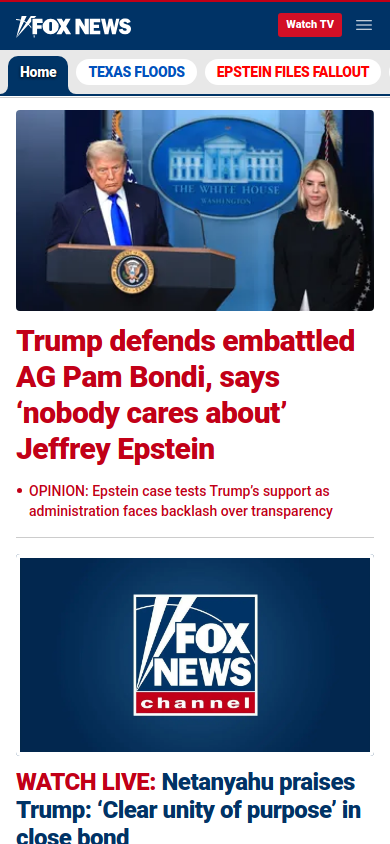 FOX NEWS
Watch TV
Home
TEXAS FLOODS
EPSTEIN FILES FALLOUT
THE WHITE HOUSE
WASHINGTON
Trump defends embattled
AG Pam Bondi, says
‘nobody cares about’
Jeffrey Epstein
• OPINION: Epstein case tests Trump’s support as
administration faces backlash over transparency
FOX
NEWS
channel
WATCH LIVE: Netanyahu praises
Trump: ‘Clear unity of purpose’ in
close bond